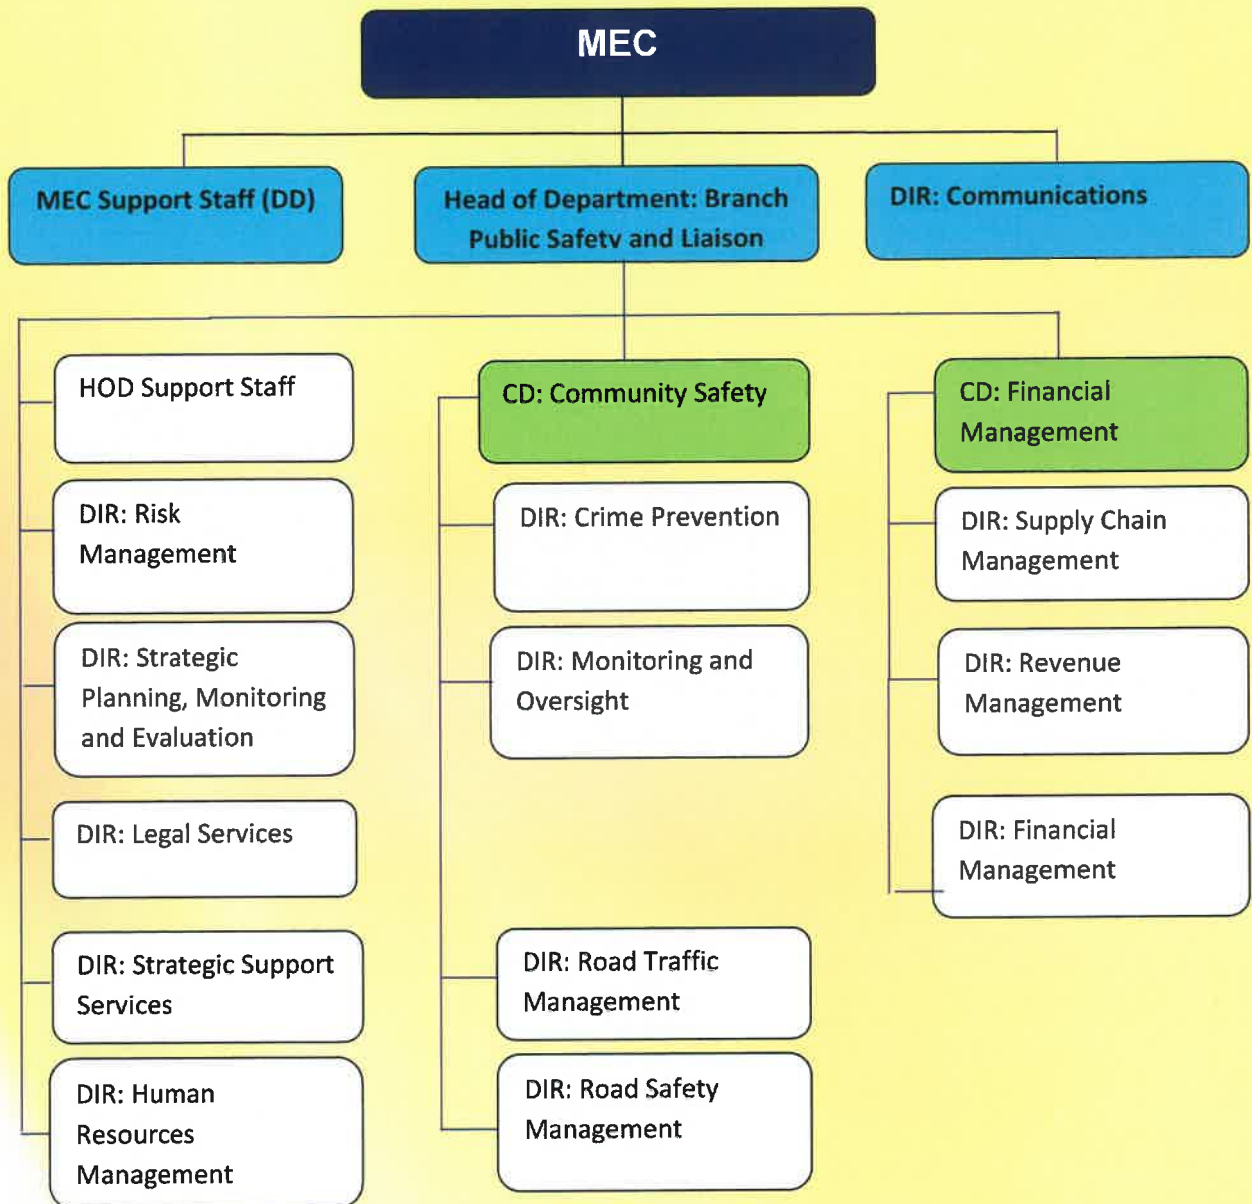 MEC
MEC Support Staff (DD)
Head of Department: Branch
Public Safety and Liaison
DIR: Communications
HOD Support Staff
DIR: Risk
Management
DIR: Strategic
Planning, Monitoring
and Evaluation
DIR: Legal Services
DIR: Strategic Support
Services
DIR: Human
Resources
Management
CD: Community Safety
DIR: Crime Prevention
DIR: Monitoring and
Oversight
DIR: Road Traffic
Management
DIR: Road Safety
Management
CD: Financial
Management
DIR: Supply Chain
Management
DIR: Revenue
Management
DIR: Financial
Management